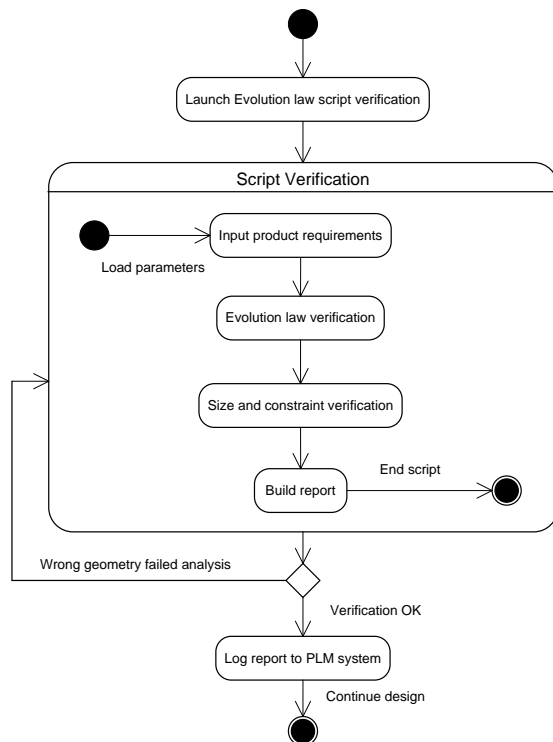 Launch Evolution law script verification
Script Verification
Input product requirements
Load parameters
Evolution law verification
Size and constraint verification
End script
Build report
Wrong geometry failed analysis
Verification OK
Log report to PLM system
Continue design